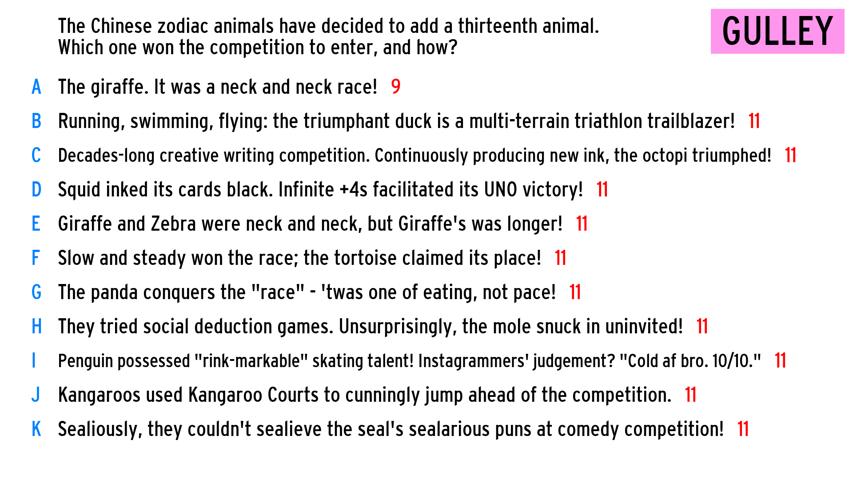 The Chinese zodiac animals have decided to add a thirteenth animal.
Which one won the competition to enter, and how?
GULLEY
A The giraffe. It was a neck and neck race! 9
B Running, swimming, flying: the triumphant duck is a multi-terrain triathlon trailblazer! 11
C Decades-long creative writing competition. Continuously producing new ink, the octopi triumphed! 11
D Squid inked its cards black. Infinite +4s facilitated its UNO victory! 11
E Giraffe and Zebra were neck and neck, but Giraffe's was longer! 11
F Slow and steady won the race; the tortoise claimed its place! 11
G The panda conquers the "race" - 'twas one of eating, not pace! 11
H They tried social deduction games. Unsurprisingly, the mole snuck in uninvited! 11
I Penguin possessed "rink-markable" skating talent! Instagrammers' judgement? "Cold af bro. 10/10." 11
J Kangaroos used Kangaroo Courts to cunningly jump ahead of the competition. 11
K Sealiously, they couldn't sealieve the seal's sealarious puns at comedy competition! 11